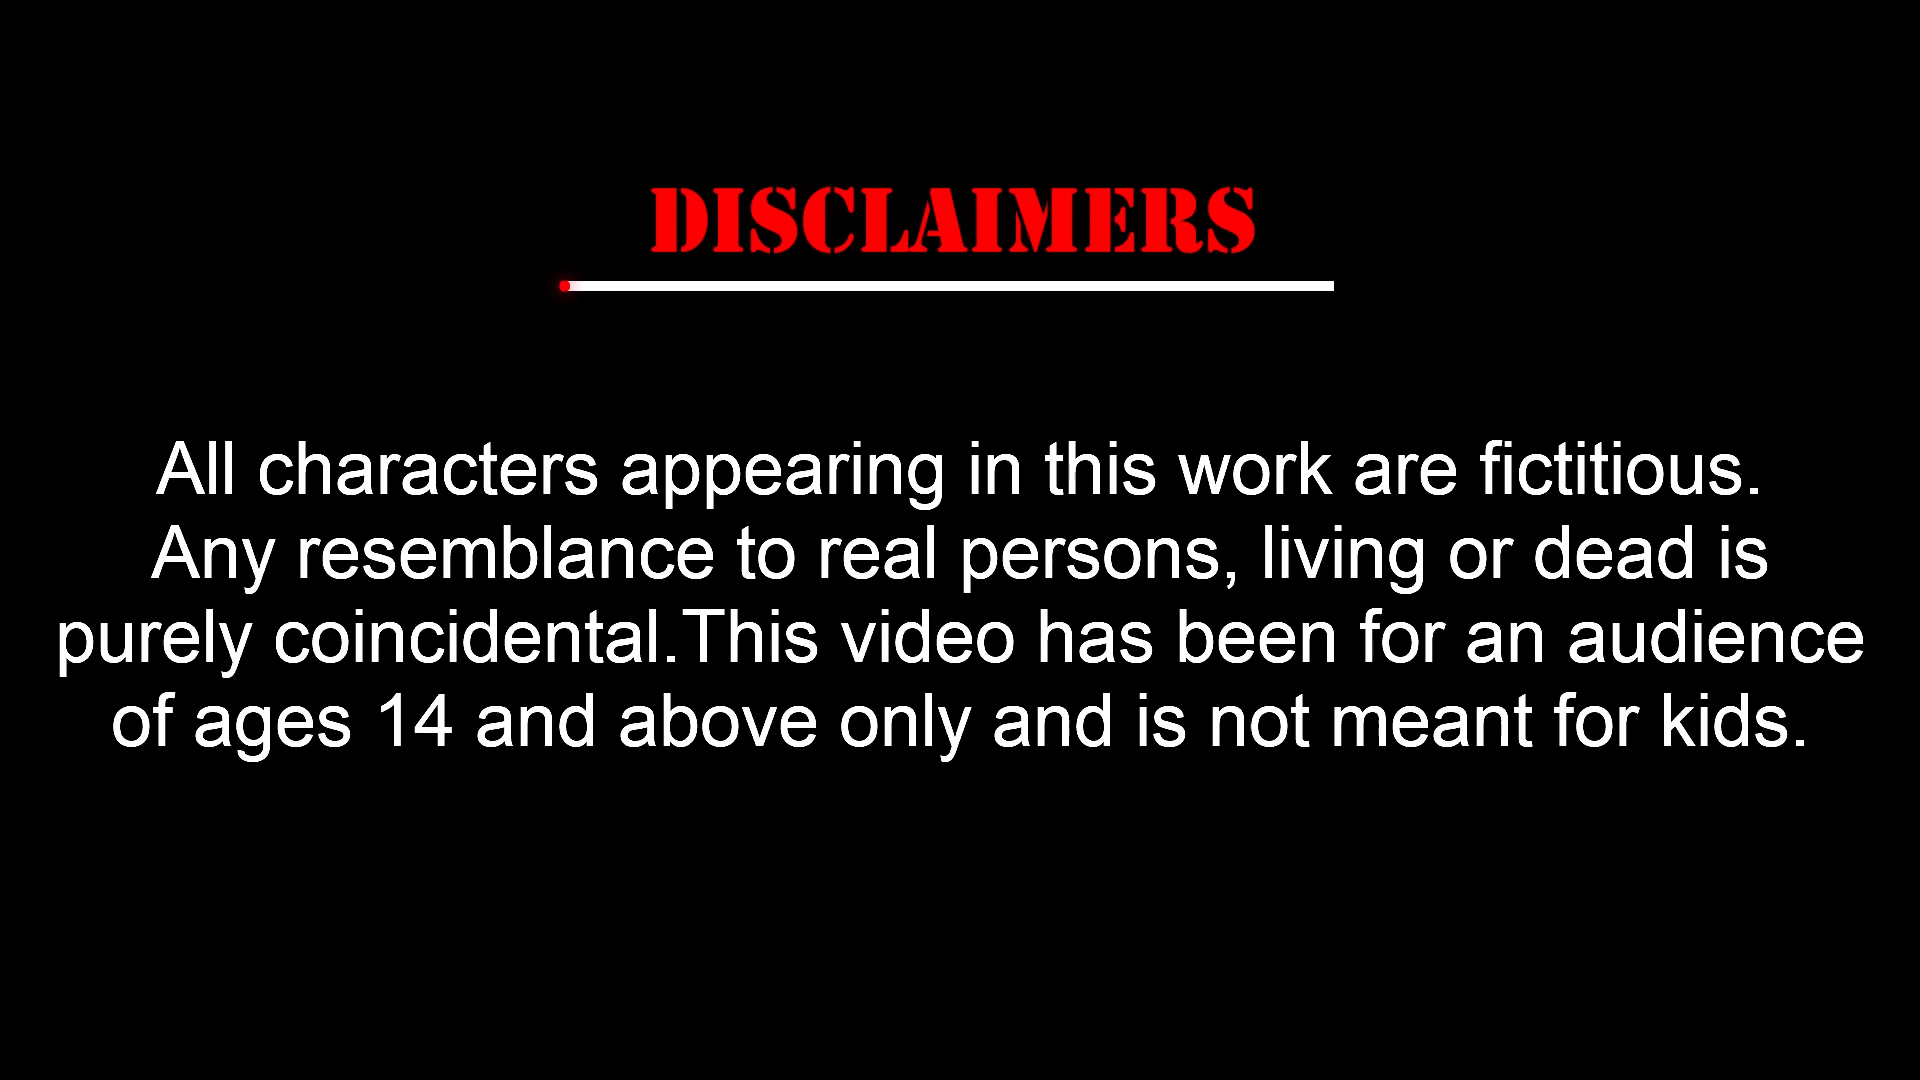 DISCLAIMERS
All characters appearing in this work are fictitious.
Any resemblance to real persons, living or dead is
purely coincidental.This video has been for an audience
of ages 14 and above only and is not meant for kids.